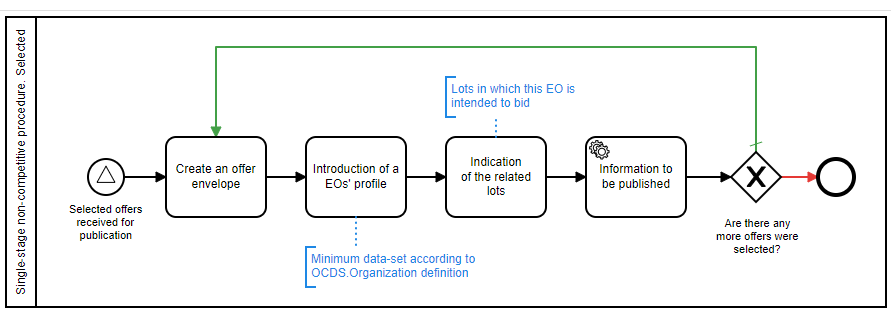 Single-stage non-competitive procedure. Selected
Lots in which this EO is
intended to bid
Create an offer
envelope
Introduction of a
EOs' profile
Indication
of the related
lots
Information to
be published
X
Selected offers
received for
publication
Are there any
more offers were
selected?
Minimum data-set according to
OCDS.Organization definition